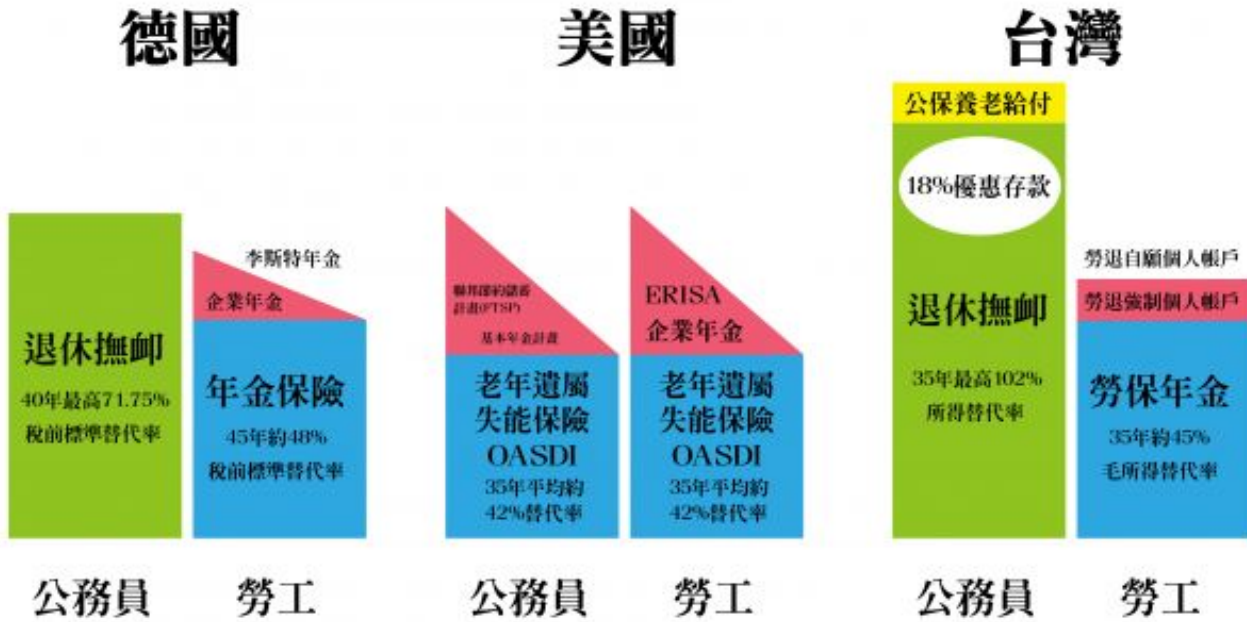 德國
退休撫卹
40年最高71.75%
稅前標準替代率
公務員
李斯特年金
企業年金
年金保險
45年約48%
稅前標準替代率
勞工
美國
聯邦節約儲蓄
計畫(FTSP)
基本年金計畫
老年遺屬
失能保險
OASDI
35年平均約
42%替代率
公務員
ERISA
企業年金
老年遺屬
失能保險
OASDI
35年平均約
42%替代率
勞工
台灣
公保養老給付
18%優惠存款
退休撫卹
35年最高102%
所得替代率
公務員
勞退自願個人帳戶
勞退強制個人帳戶
勞保年金
35年約45%
毛所得替代率
勞工